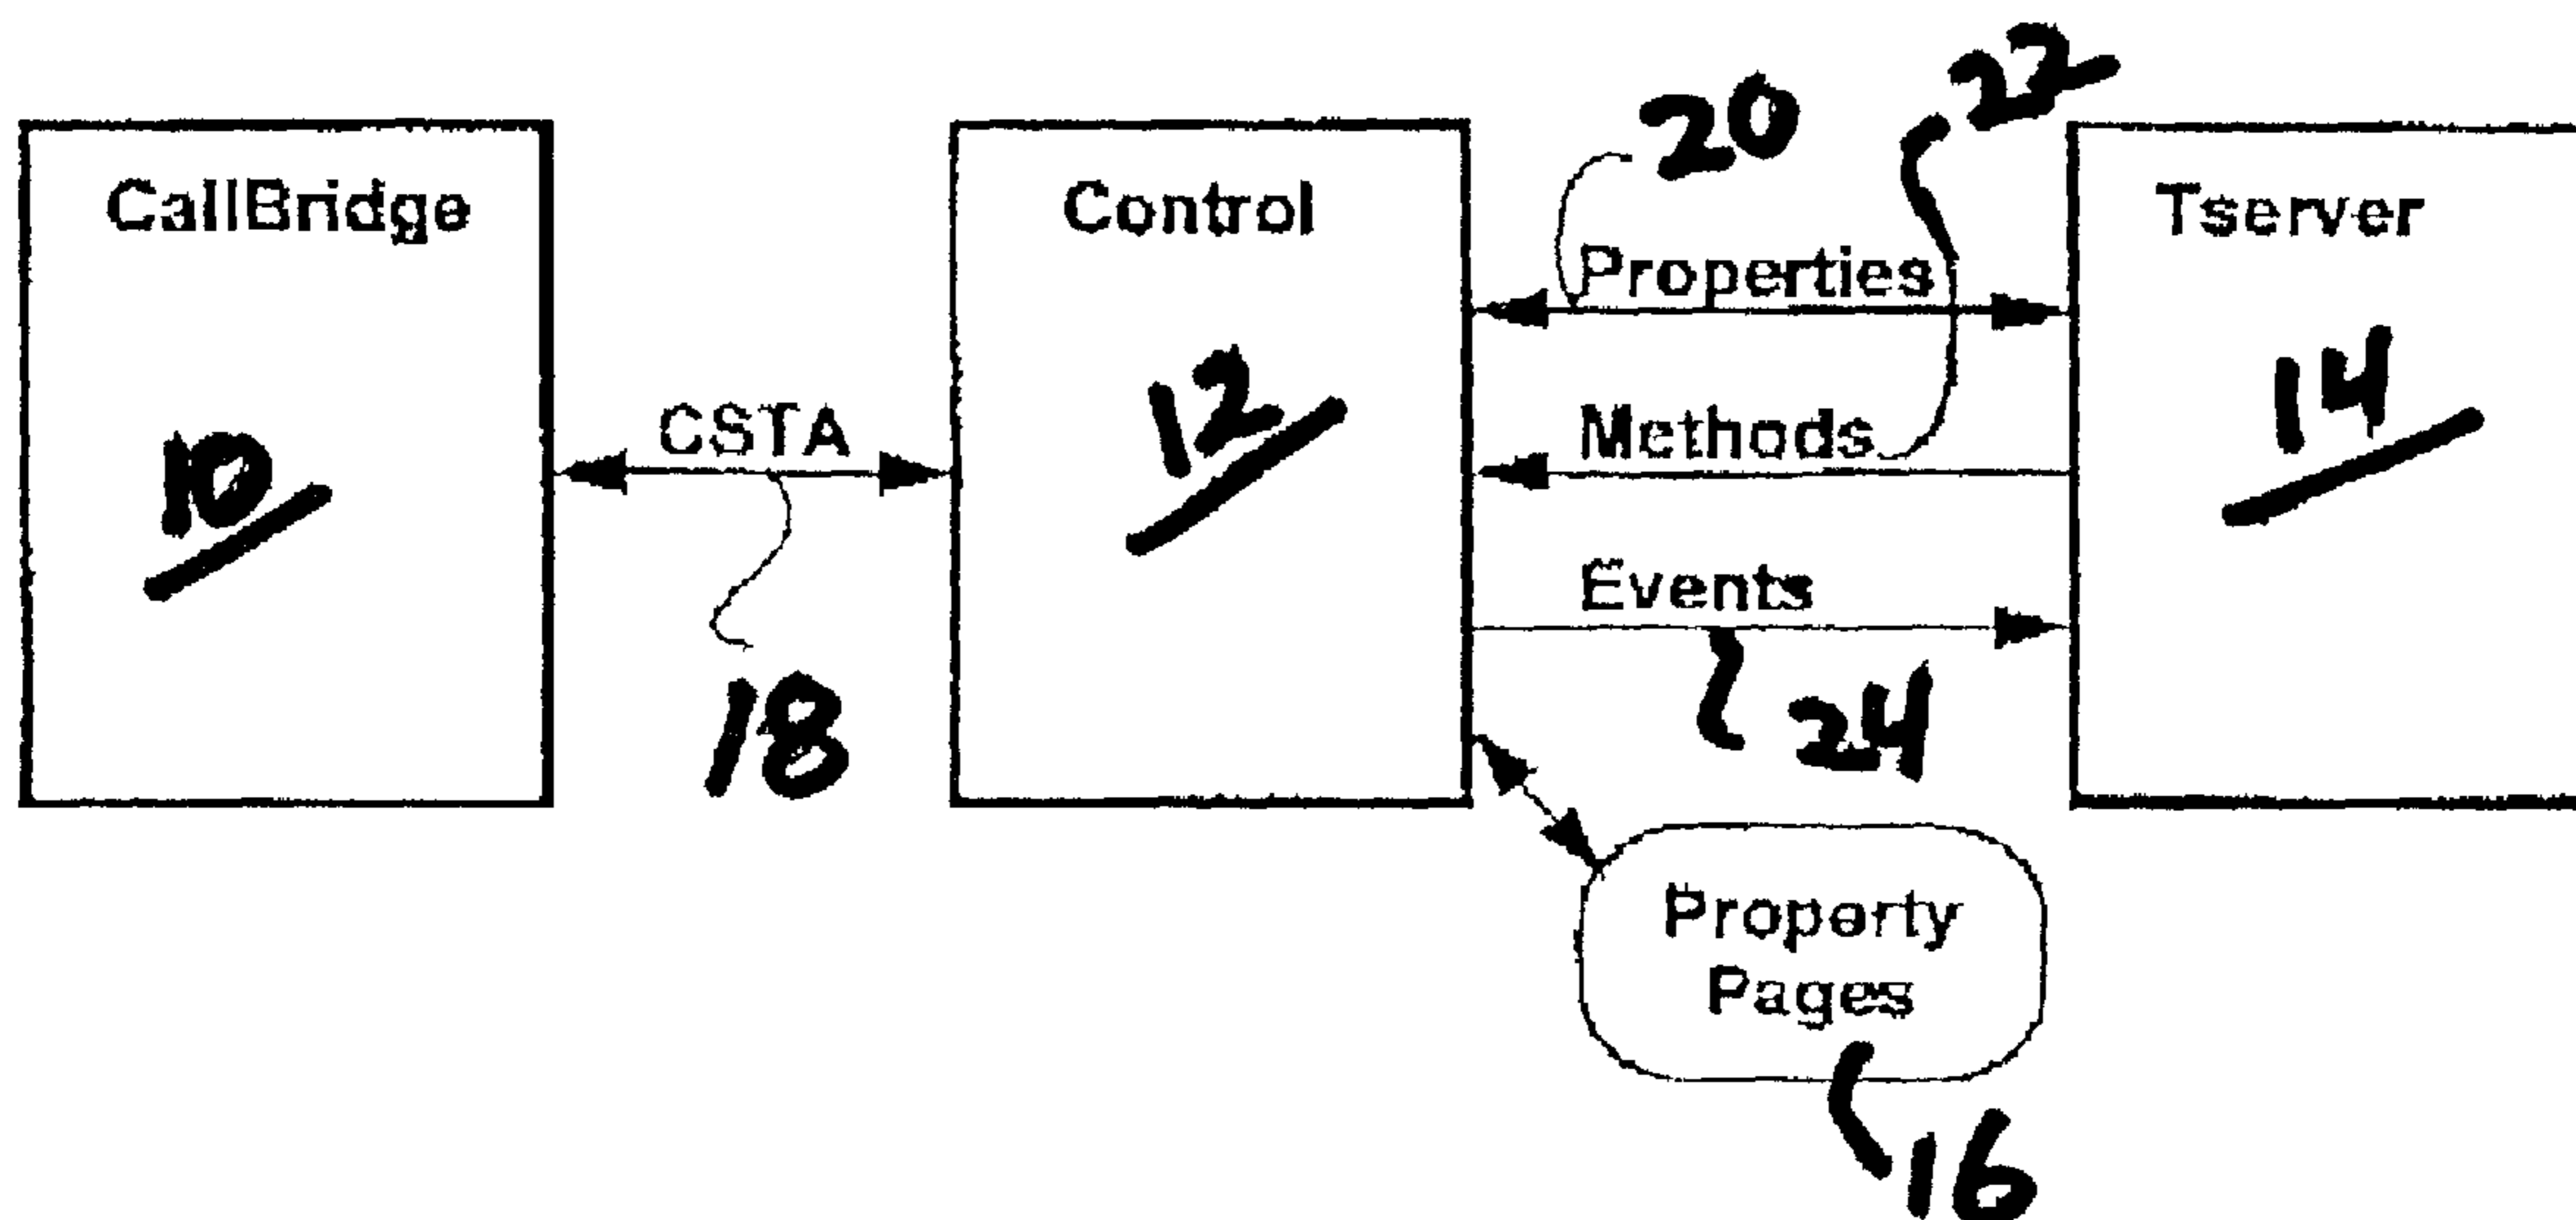 22
20
CallBridge
Control
Tserver
Properties
10
CSTA
12
Methods
14
Events
18
24
Property
Pages
16